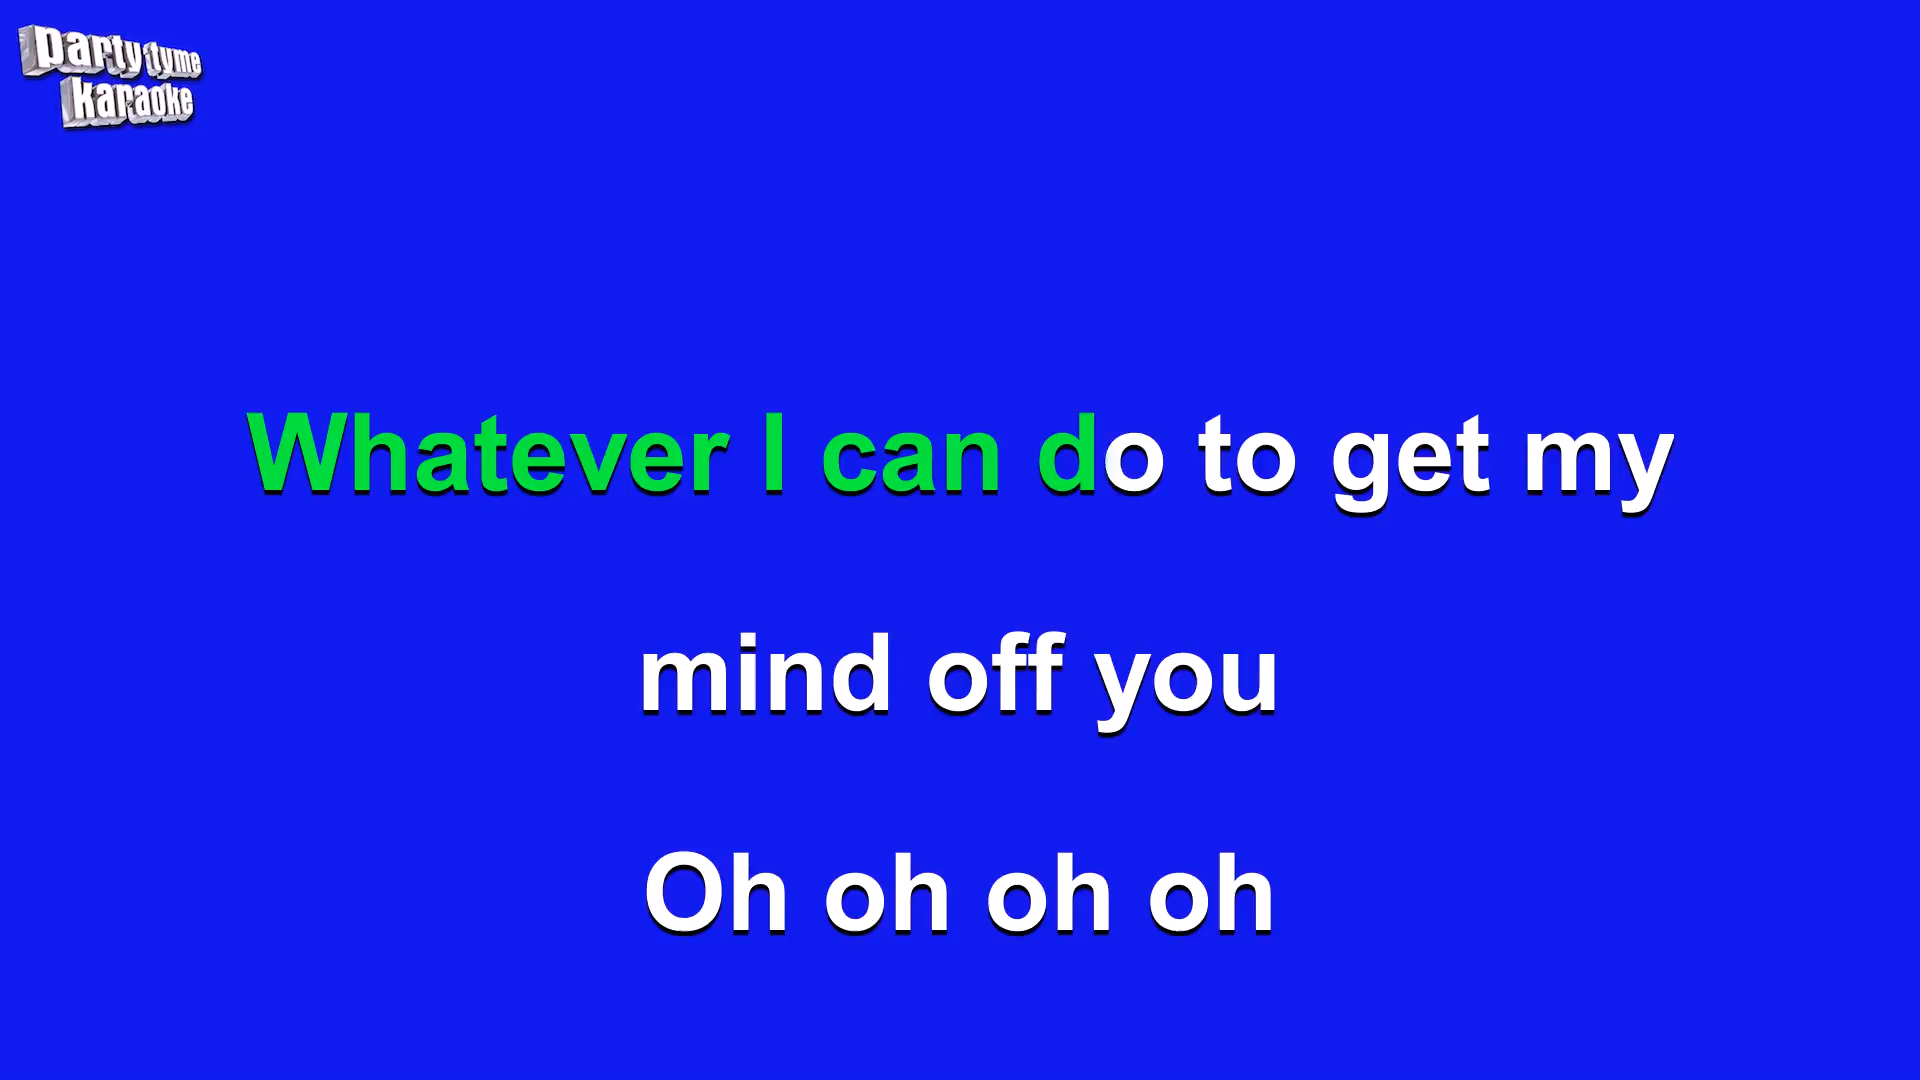 party tyme
karaoke
Whatever I can do to get my
mind off you
Oh oh oh oh